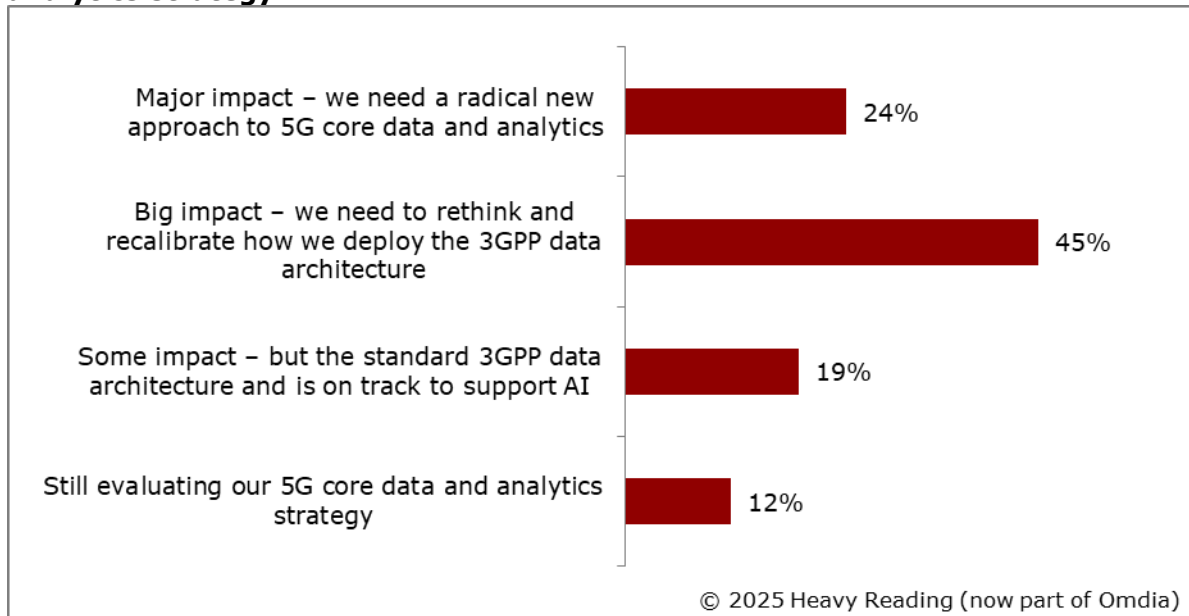 analytics strategy
Major impact – we need a radical new
approach to 5G core data and analytics
24%
Big impact – we need to rethink and
recalibrate how we deploy the 3GPP data
architecture
45%
Some impact – but the standard 3GPP data
architecture and is on track to support AI
19%
Still evaluating our 5G core data and analytics
strategy
12%
© 2025 Heavy Reading (now part of Omdia)